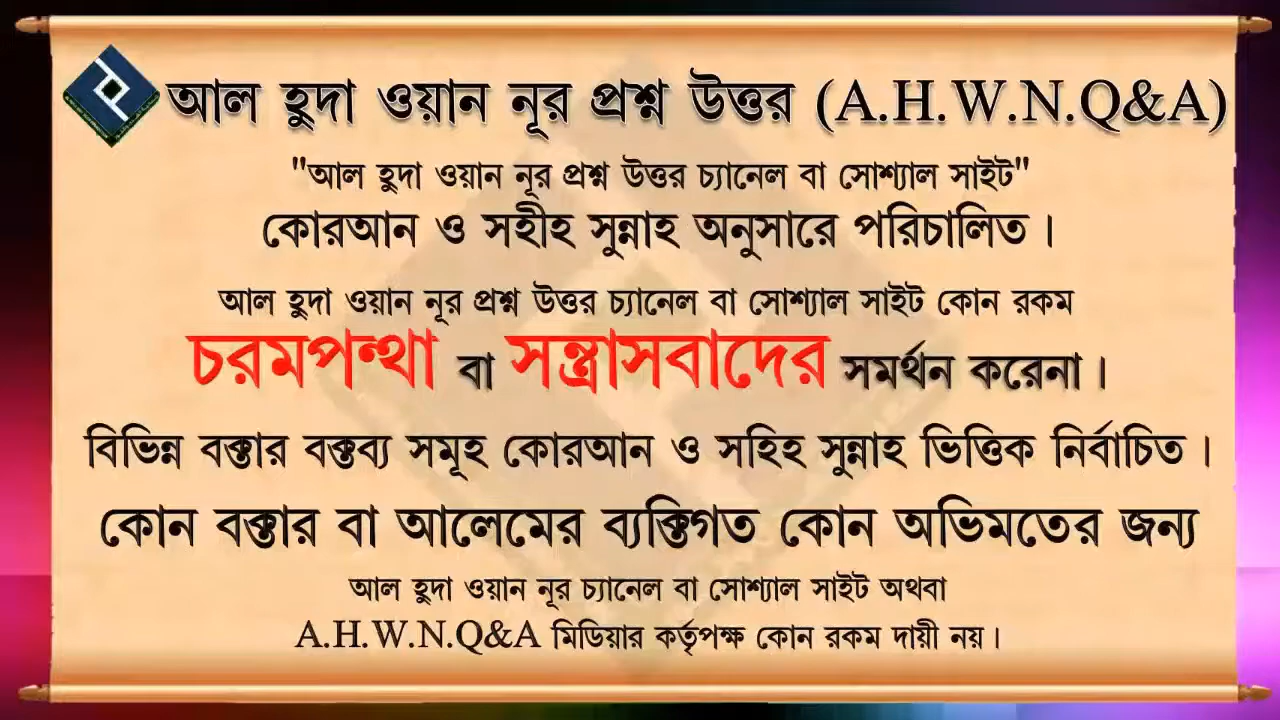 আল হুদা ওয়ান নূর প্রশ্ন উত্তর (A.H.W.N.Q&A)
"আল হুদা ওয়ান নূর প্রশ্ন উত্তর চ্যানেল বা সোশ্যাল সাইট"
কোরআন ও সহীহ সুন্নাহ অনুসারে পরিচালিত।
আল হুদা ওয়ান নূর প্রশ্ন উত্তর চ্যানেল বা সোশ্যাল সাইট কোন রকম
চরমপন্থা বা সন্ত্রাসবাদের সমর্থন করেনা।
বিভিন্ন বক্তার বক্তব্য সমূহ কোরআন ও সহিহ সুন্নাহ ভিত্তিক নির্বাচিত।
কোন বক্তার বা আলেমের ব্যক্তিগত কোন অভিমতের জন্য
আল হুদা ওয়ান নূর চ্যানেল বা সোশ্যাল সাইট অথবা
A.H.W.N.Q&A মিডিয়ার কর্তৃপক্ষ কোন রকম দায়ী নয়।